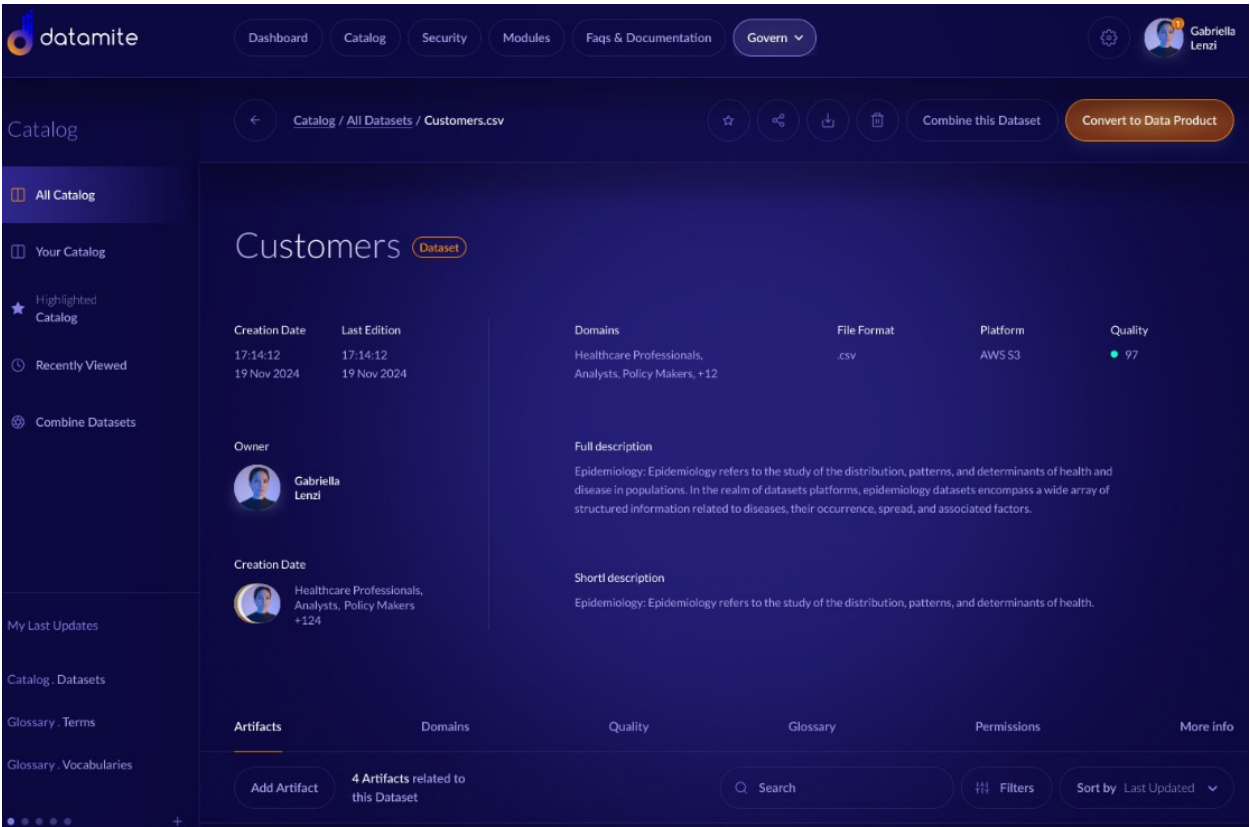 datamite
Dashboard
Catalog
Security
Modules
Faqs & Documentation
Govern
1
Gabriella
Lenzi
Catalog
Catalog / All Datasets / Customers.csv
Combine this Dataset
Convert to Data Product
All Catalog
Your Catalog
Highlighted
Catalog
Recently Viewed
Combine Datasets
My Last Updates
Catalog . Datasets
Glossary . Terms
Glossary . Vocabularies
+
Customers Dataset
Creation Date
17:14:12
19 Nov 2024
Last Edition
17:14:12
19 Nov 2024
Domains
Healthcare Professionals,
Analysts, Policy Makers, +12
File Format
.csv
Platform
AWS S3
Quality
97
Owner
Gabriella
Lenzi
Full description
Epidemiology: Epidemiology refers to the study of the distribution, patterns, and determinants of health and
disease in populations. In the realm of datasets platforms, epidemiology datasets encompass a wide array of
structured information related to diseases, their occurrence, spread, and associated factors.
Creation Date
Healthcare Professionals,
Analysts, Policy Makers
+124
Shortl description
Epidemiology: Epidemiology refers to the study of the distribution, patterns, and determinants of health.
Artifacts
Domains
Quality
Glossary
Permissions
More info
Add Artifact
4 Artifacts related to
this Dataset
Search
Filters
Sort by Last Updated